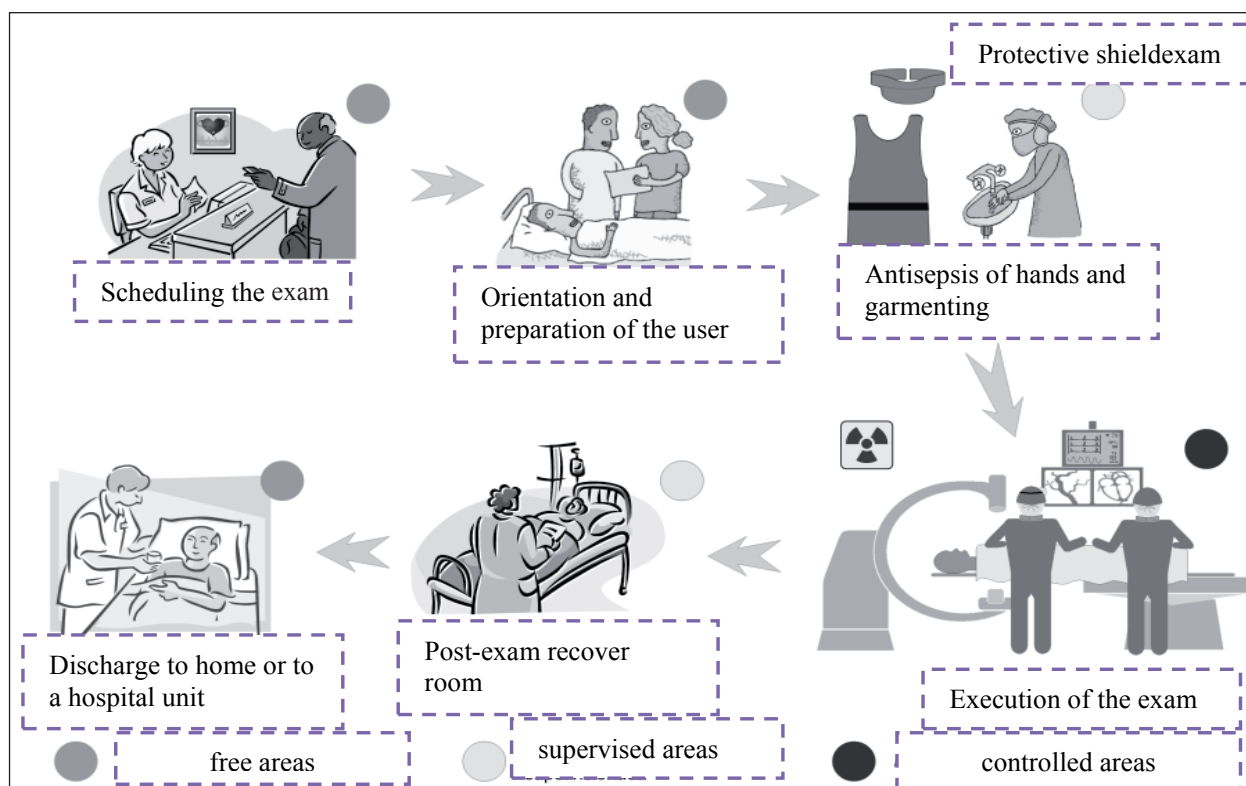 Protective shieldexam
Scheduling the exam
Orientation and
preparation of the user
Antisepsis of hands and
garmenting
Discharge to home or to
a hospital unit
Post-exam recover
room
Execution of the exam
free areas
supervised areas
controlled areas